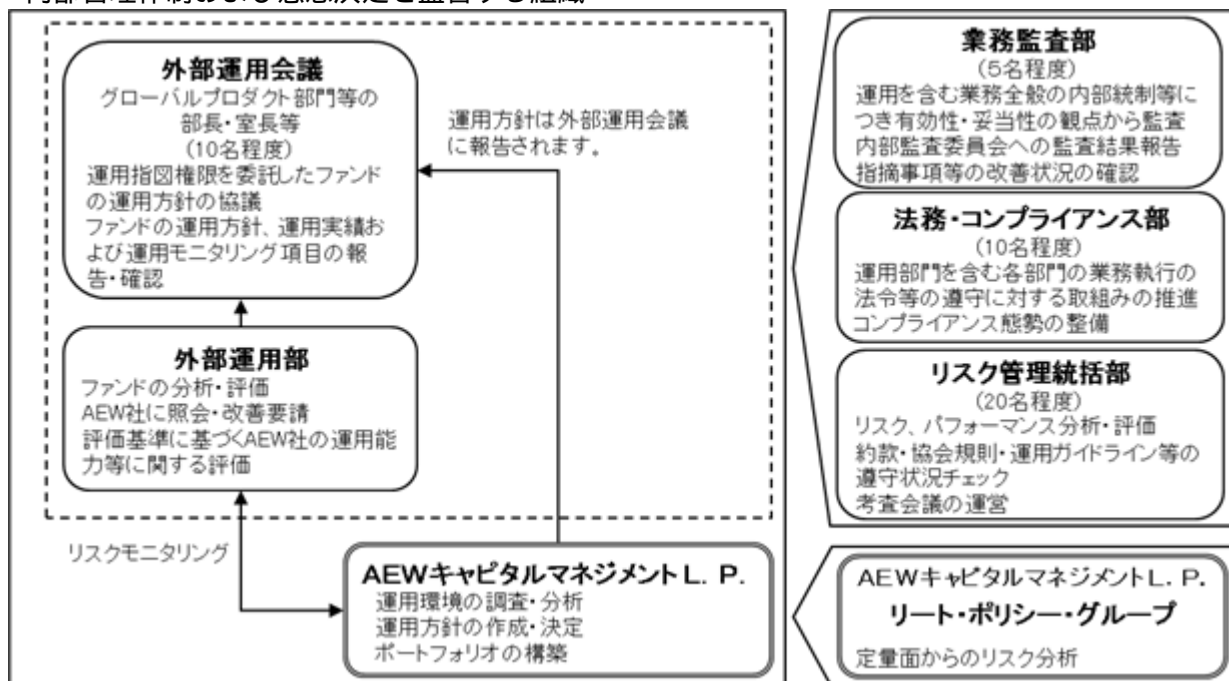 外部運用会議
グローバルプロダクト部門等の
部長・室長等
(10名程度)
運用指図権限を委託したファンド
の運用方針の協議
ファンドの運用方針、運用実績お
よび運用モニタリング項目の報
告・確認
運用方針は外部運用会議
に報告されます。
外部運用部
ファンドの分析・評価
AEW社に照会・改善要請
評価基準に基づくAEW社の運用能
力等に関する評価
リスクモニタリング
AEWキャピタルマネジメントL. P.
運用環境の調査・分析
運用方針の作成・決定
ポートフォリオの構築
業務監査部
(5名程度)
運用を含む業務全般の内部統制等に
つき有効性・妥当性の観点から監査
内部監査委員会への監査結果報告
指摘事項等の改善状況の確認
法務・コンプライアンス部
(10名程度)
運用部門を含む各部門の業務執行の
法令等の遵守に対する取組みの推進
コンプライアンス態勢の整備
リスク管理統括部
(20名程度)
リスク、パフォーマンス分析・評価
約款・協会規則・運用ガイドライン等の
遵守状況チェック
考査会議の運営
AEWキャピタルマネジメントL. P.
リート・ポリシー・グループ
定量面からのリスク分析